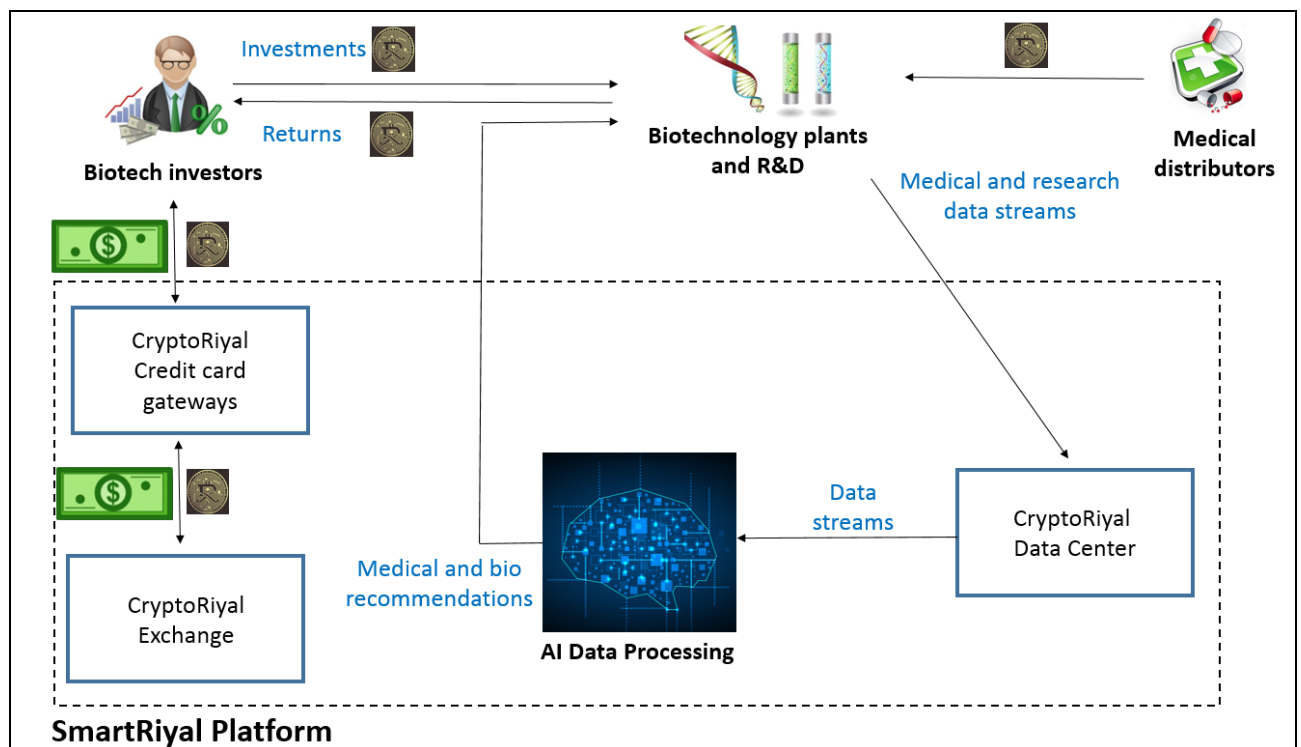 Investments
Returns
Biotech investors
Biotechnology plants
and R&D
Medical
distributors
Medical and research
data streams
$
CryptoRiyal
Credit card
gateways
$
CryptoRiyal
Exchange
Medical and bio
recommendations
AI Data Processing
Data
streams
CryptoRiyal
Data Center
SmartRiyal Platform